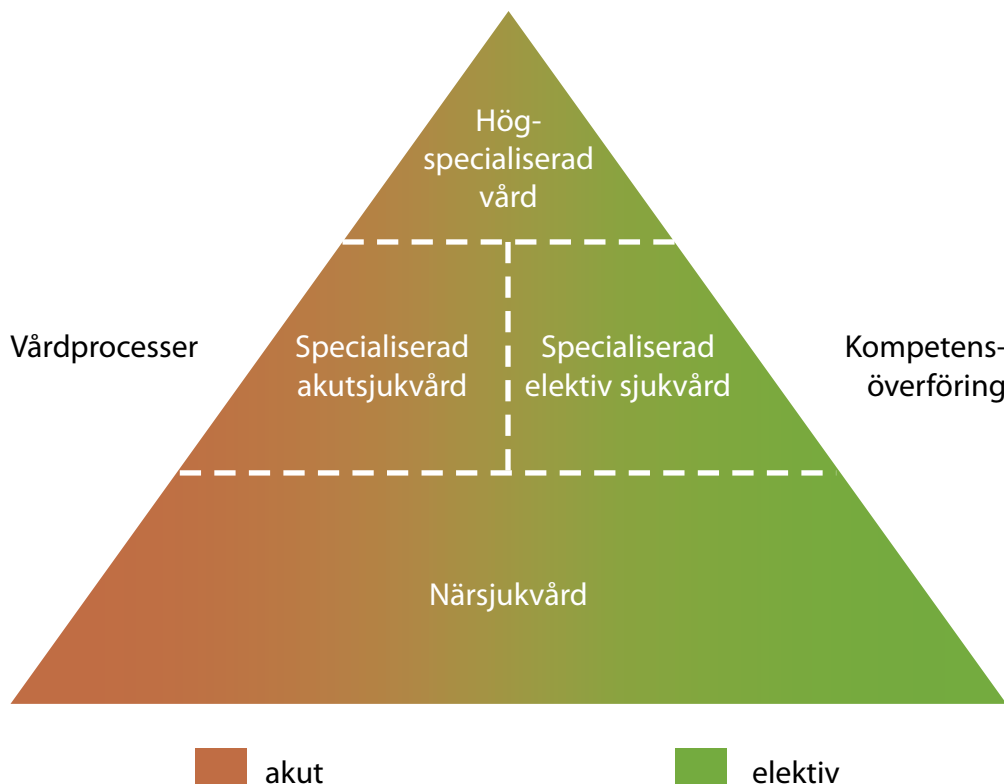 Hög-
specialiserad
vård
Vårdprocesser
Specialiserad
akutsjukvård
Specialiserad
elektiv sjukvård
Kompetens-
överföring
Närsjukvård
akut
elektiv